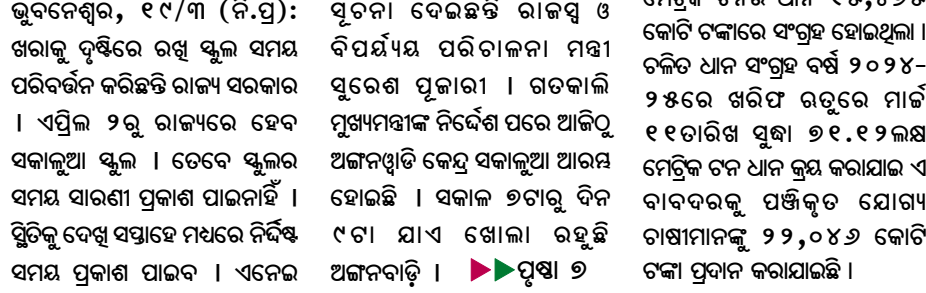 ଭୁବନେଶ୍ୱର, ୧୯/୩ (ନି.ପ୍ର):
ଖରାକୁ ଦୃଷ୍ଟିରେ ରଖି ସ୍କୁଲ ସମୟ
ପରିବର୍ତ୍ତନ କରିଛନ୍ତି ରାଜ୍ୟ ସରକାର
। ଏପ୍ରିଲ ୨ରୁ ରାଜ୍ୟରେ ହେବ
ସକାଳୁଆ ସ୍କୁଲ । ତେବେ ସ୍କୁଲର
ସମୟ ସାରଣୀ ପ୍ରକାଶ ପାଇନାହିଁ ।
ସ୍ଥିତିକୁ ଦେଖି ସପ୍ତାହେ ମଧ୍ୟରେ ନିର୍ଦ୍ଦିଷ୍ଟ
ସମୟ ପ୍ରକାଶ ପାଇବ । ଏନେଇ
ସୂଚନା ଦେଇଛନ୍ତି ରାଜସ୍ୱ ଓ
ବିପର୍ଯ୍ୟୟ ପରିଚାଳନା ମନ୍ତ୍ରୀ
ସୁରେଶ ପୂଜାରୀ । ଗତକାଲି
ମୁଖ୍ୟମନ୍ତ୍ରୀଙ୍କ ନିର୍ଦ୍ଦେଶ ପରେ ଆଜିଠୁ
ଅଙ୍ଗନୱାଡି କେନ୍ଦ୍ର ସକାଳୁଆ ଆରମ୍ଭ
ହୋଇଛି । ସକାଳ ୭ଟାରୁ ଦିନ
୯ଟା ଯାଏ ଖୋଲା ରହୁଛି
ଅଙ୍ଗନବାଡ଼ି । ▶▶ପୃଷ୍ଠା ୭
ମେଟ୍ରିକ ଟନର ଧାନ
କୋଟି ଟଙ୍କାରେ ସଂଗ୍ରହ ହୋଇଥିଲା ।
ଚଳିତ ଧାନ ସଂଗ୍ରହ ବର୍ଷ ୨୦୨୪-
୨୫ରେ ଖରିଫ ଋତୁରେ ମାର୍ଚ୍ଚ
୧୧ତାରିଖ ସୁଦ୍ଧା ୭୧.୧୨ଲକ୍ଷ
ମେଟ୍ରିକ ଟନ ଧାନ କ୍ରୟ କରାଯାଇ ଏ
ବାବଦରକୁ ପଞ୍ଜିକୃତ ଯୋଗ୍ୟ
ଚାଷୀମାନଙ୍କୁ ୨୨,୦୪୬ କୋଟି
ଟଙ୍କା ପ୍ରଦାନ କରାଯାଇଛି ।